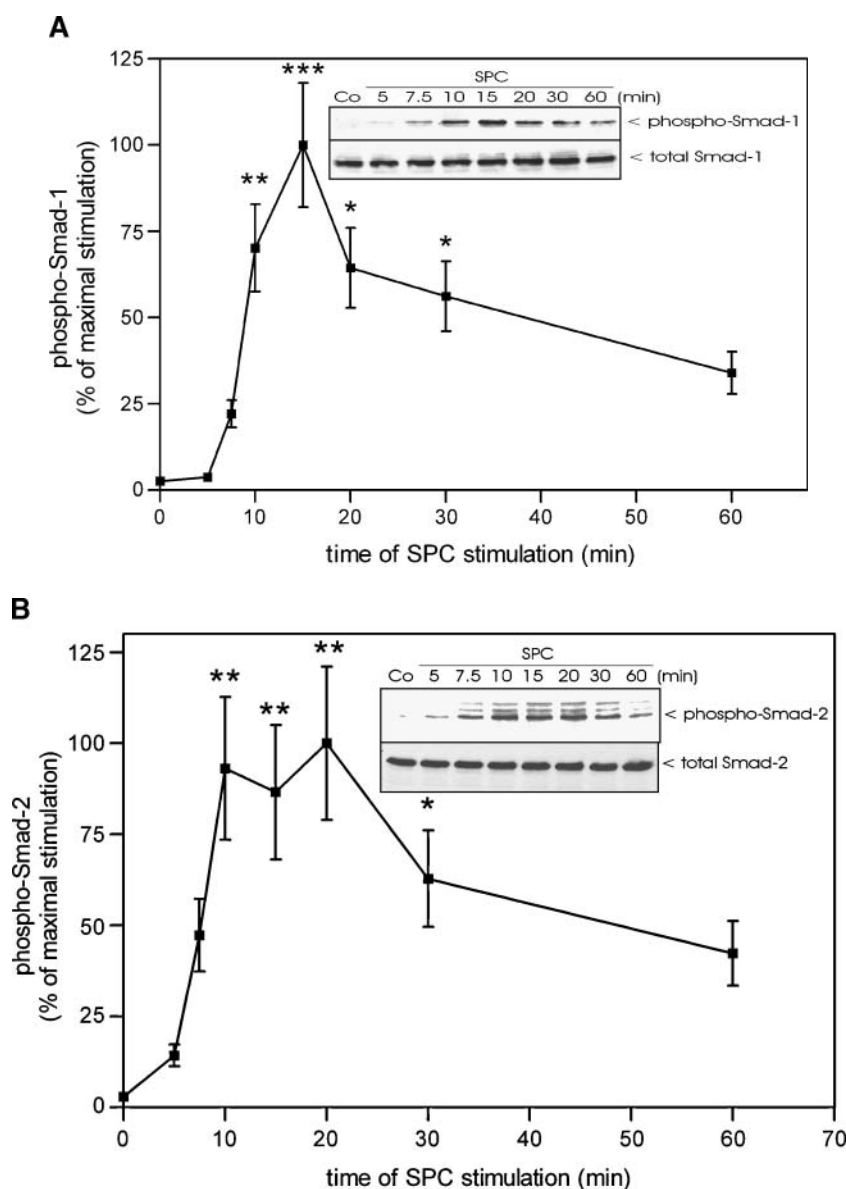 A
phospho-Smad-1
(% of maximal stimulation)
125
100
75
50
25
0
***
**
*
*
SPC
Co 5 7.5 10 15 20 30 60 (min)
< phospho-Smad-1
< total Smad-1
0 10 20 30 40 50 60
time of SPC stimulation (min)
B
phospho-Smad-2
(% of maximal stimulation)
125
100
75
50
25
0
**
**
**
*
SPC
Co 5 7.5 10 15 20 30 60 (min)
< phospho-Smad-2
< total Smad-2
0 10 20 30 40 50 60 70
time of SPC stimulation (min)